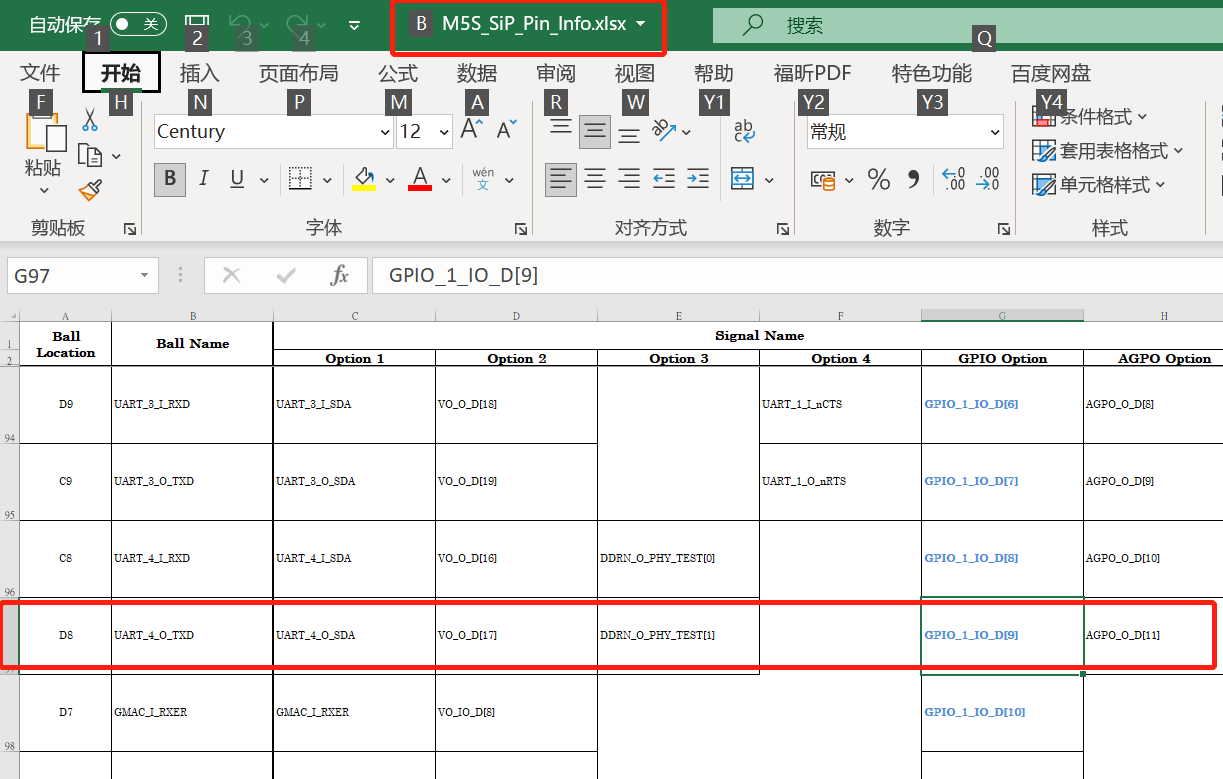 自动保存 关 B M5S_SiP_Pin_Info.xlsx 搜索
1 2 3 4 Q
文件 开始 插入 页面布局 公式 数据 审阅 视图 帮助 福昕PDF 特色功能 百度网盘
F H N P M A R W Y1 Y2 Y3 Y4
粘贴 Century 12 A A ab 常规 条件格式
B I U A wén 文 % 套用表格格式
单元格样式
剪贴板 字体 对齐方式 数字 样式
G97 fx GPIO_1_IO_D[9]
A B C D E F G H
1 Ball Location Ball Name Signal Name
2 Option 1 Option 2 Option 3 Option 4 GPIO Option AGPO Option
94 D9 UART_3_I_RXD UART_3_I_SDA VO_O_D[18] UART_1_I_nCTS GPIO_1_IO_D[6] AGPO_O_D[8]
95 C9 UART_3_O_TXD UART_3_O_SDA VO_O_D[19] UART_1_O_nRTS GPIO_1_IO_D[7] AGPO_O_D[9]
96 C8 UART_4_I_RXD UART_4_I_SDA VO_O_D[16] DDRN_O_PHY_TEST[0] GPIO_1_IO_D[8] AGPO_O_D[10]
D8 UART_4_O_TXD UART_4_O_SDA VO_O_D[17] DDRN_O_PHY_TEST[1] GPIO_1_IO_D[9] AGPO_O_D[11]
98 D7 GMAC_I_RXER GMAC_I_RXER VO_IO_D[8] GPIO_1_IO_D[10]